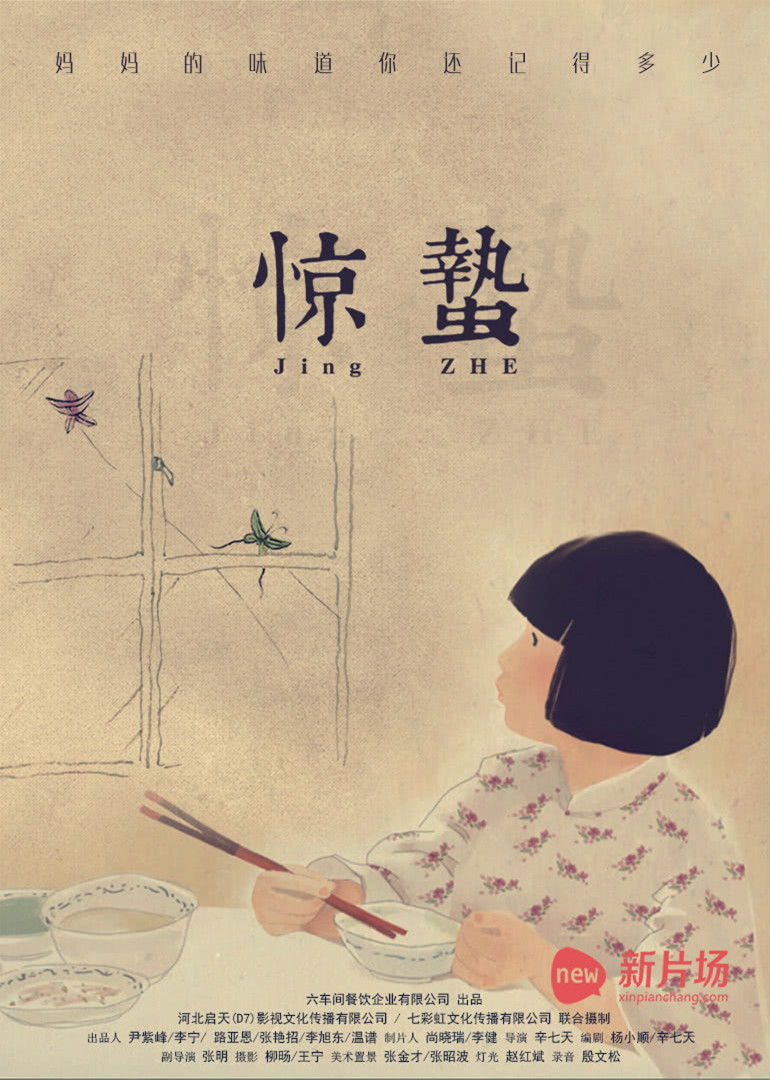 妈妈的味道你还记得多少
惊蛰
Jing ZHE
new 新片场
xinpianchang.com
六车间餐饮企业有限公司 出品
河北启天(D7)影视文化传播有限公司 / 七彩虹文化传播有限公司 联合摄制
出品人 尹紫峰/李宁/ 路亚恩/张艳招/李旭东/温谱 制片人 尚晓瑞/李健 导演 辛七天 编剧 杨小顺/辛七天
副导演 张明 摄影 柳旸/王宁 美术置景 张金才/张昭波 灯光 赵红斌 录音 殷文松